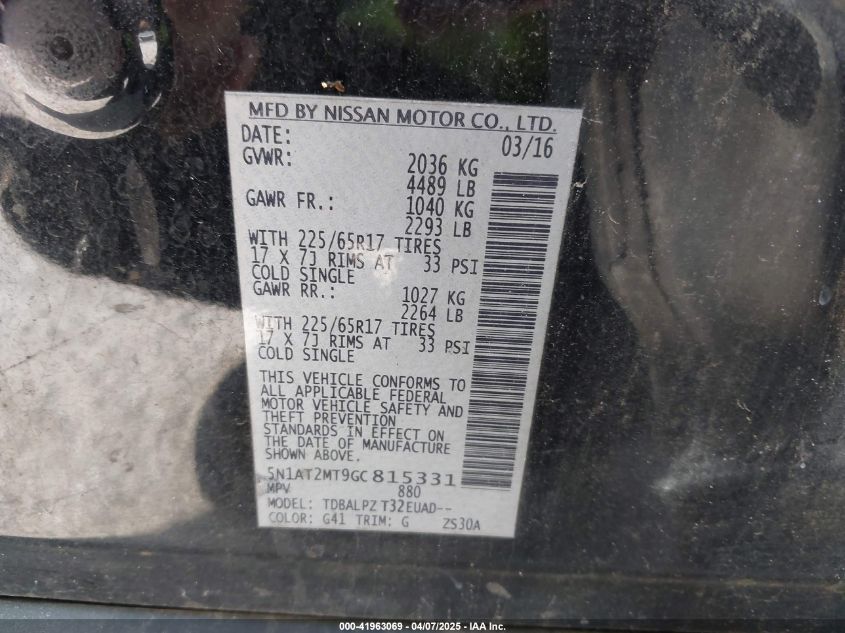 MFD BY NISSAN MOTOR CO., LTD.
DATE: 03/16
GVWR: 2036 KG
4489 LB
GAWR FR.: 1040 KG
2293 LB
WITH 225/65R17 TIRES
17 X 7J RIMS AT 33 PSI
COLD SINGLE
GAWR RR.: 1027 KG
2264 LB
WITH 225/65R17 TIRES
17 X 7J RIMS AT 33 PSI
COLD SINGLE
THIS VEHICLE CONFORMS TO
ALL APPLICABLE FEDERAL
MOTOR VEHICLE SAFETY AND
THEFT PREVENTION
STANDARDS IN EFFECT ON
THE DATE OF MANUFACTURE
SHOWN ABOVE.
5N1AT2MT9GC815331
MPV 880
MODEL: TDBALPZ T32EUAD--
COLOR: G41 TRIM: G ZS30A
000-41963069 - 04/07/2025 - IAA Inc.